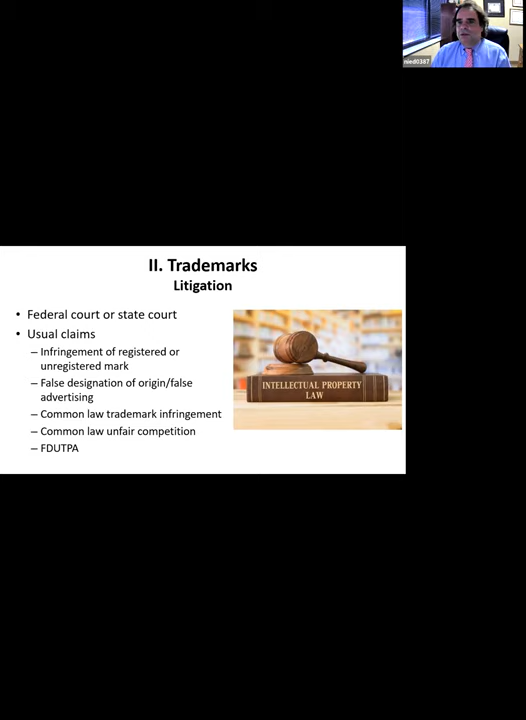 nied0387
II. Trademarks
Litigation
• Federal court or state court
• Usual claims
– Infringement of registered or
unregistered mark
– False designation of origin/false
advertising
– Common law trademark infringement
– Common law unfair competition
– FDUTPA
INTELLECTUAL PROPERTY
LAW